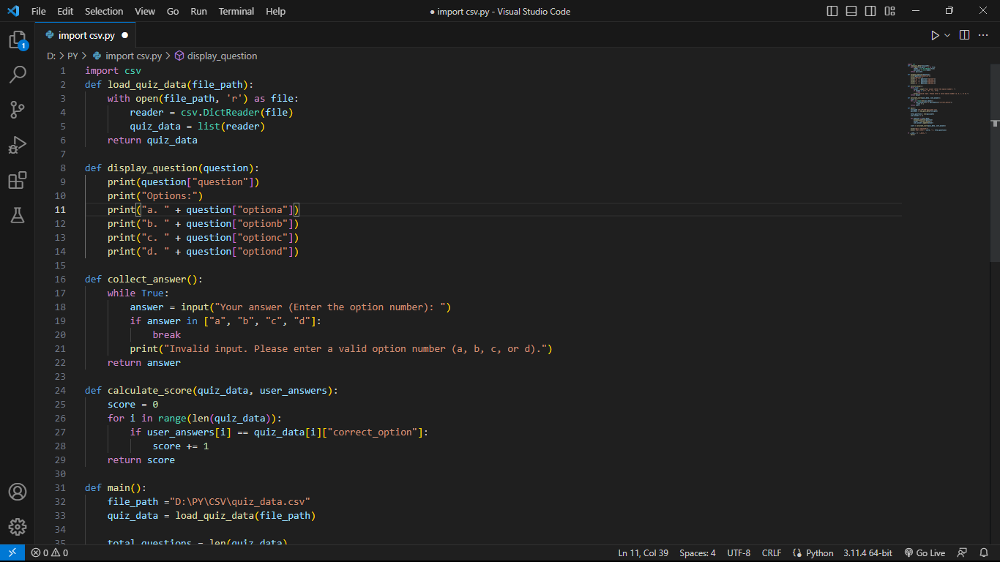 File Edit Selection View Go Run Terminal Help ● import csv.py - Visual Studio Code
import csv.py ●
D: > PY > import csv.py > display_question
1 import csv
2 def load_quiz_data(file_path):
3     with open(file_path, 'r') as file:
4         reader = csv.DictReader(file)
5         quiz_data = list(reader)
6     return quiz_data
7
8 def display_question(question):
9     print(question["question"])
10     print("Options:")
11     print("a. " + question["optiona"])
12     print("b. " + question["optionb"])
13     print("c. " + question["optionc"])
14     print("d. " + question["optiond"])
15
16 def collect_answer():
17     while True:
18         answer = input("Your answer (Enter the option number): ")
19         if answer in ["a", "b", "c", "d"]:
20             break
21         print("Invalid input. Please enter a valid option number (a, b, c, or d).")
22     return answer
23
24 def calculate_score(quiz_data, user_answers):
25     score = 0
26     for i in range(len(quiz_data)):
27         if user_answers[i] == quiz_data[i]["correct_option"]:
28             score += 1
29     return score
30
31 def main():
32     file_path ="D:\PY\CSV\quiz_data.csv"
33     quiz_data = load_quiz_data(file_path)
34
35     total_questions = len(quiz_data)
1
0 0 Ln 11, Col 39 Spaces: 4 UTF-8 CRLF Python 3.11.4 64-bit Go Live